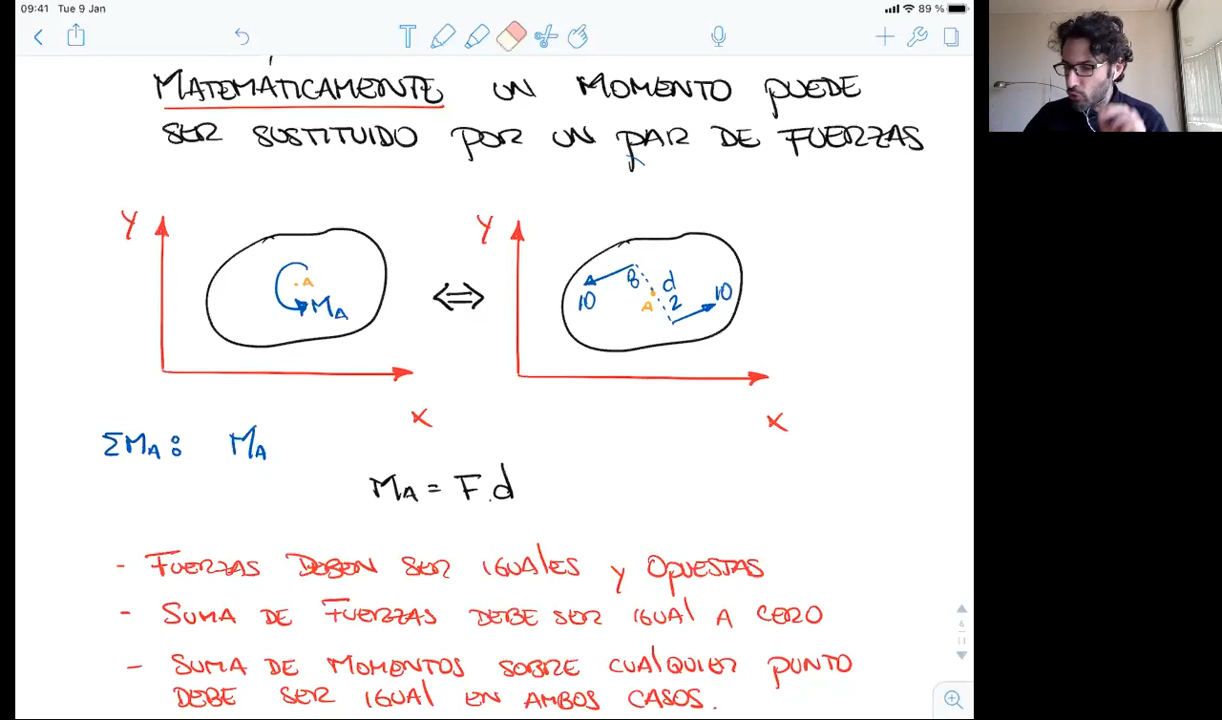 09:41 Tue 9 Jan
89 %
MATEMÁTICAMENTE UN MOMENTO PUEDE
SER SUSTITUIDO POR UN PAR DE FUERZAS
Y
A
MA
X
Y
8 d
10
A 2 10
X
ΣMA: MA
MA = F.d
- FUERZAS DEBEN SER IGUALES Y OPUESTAS
- SUMA DE FUERZAS DEBE SER IGUAL A CERO
- SUMA DE MOMENTOS SOBRE CUALQUIER PUNTO
DEBE SER IGUAL EN AMBOS CASOS.